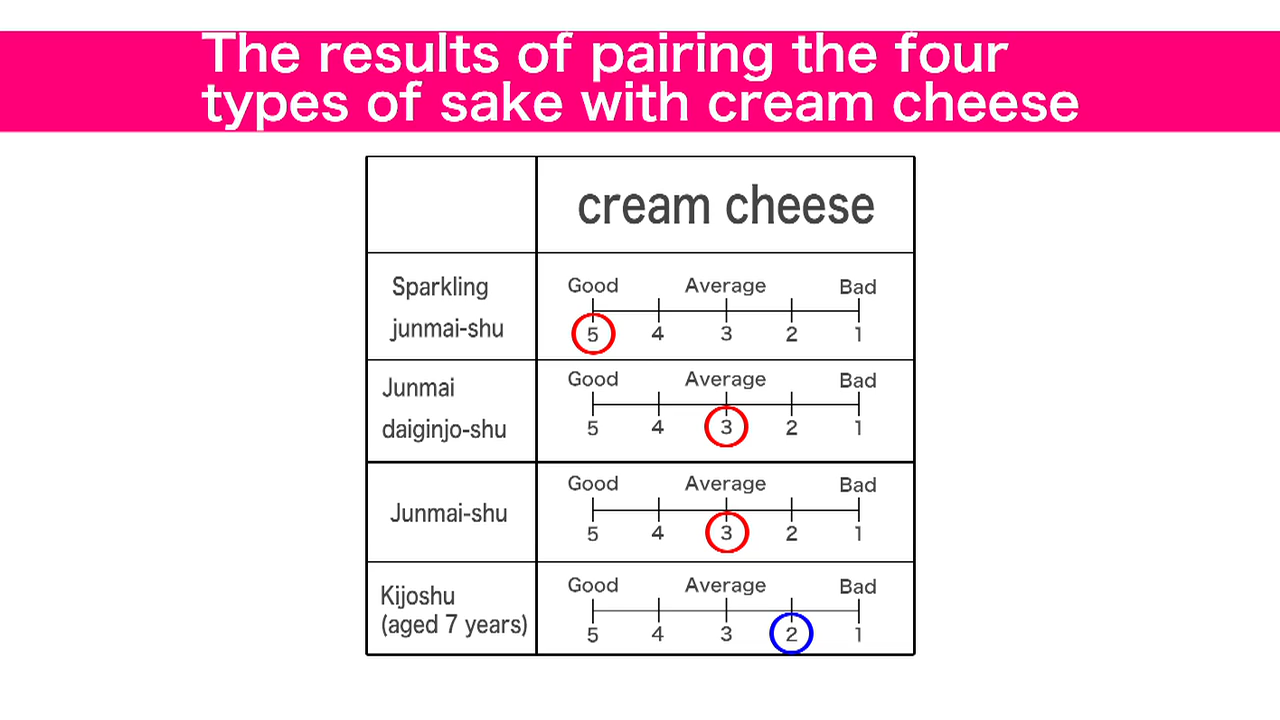 The results of pairing the four
types of sake with cream cheese
cream cheese
Sparkling
junmai-shu
Good Average Bad
5 4 3 2 1
Junmai
daiginjo-shu
Good Average Bad
5 4 3 2 1
Junmai-shu
Good Average Bad
5 4 3 2 1
Kijoshu
(aged 7 years)
Good Average Bad
5 4 3 2 1